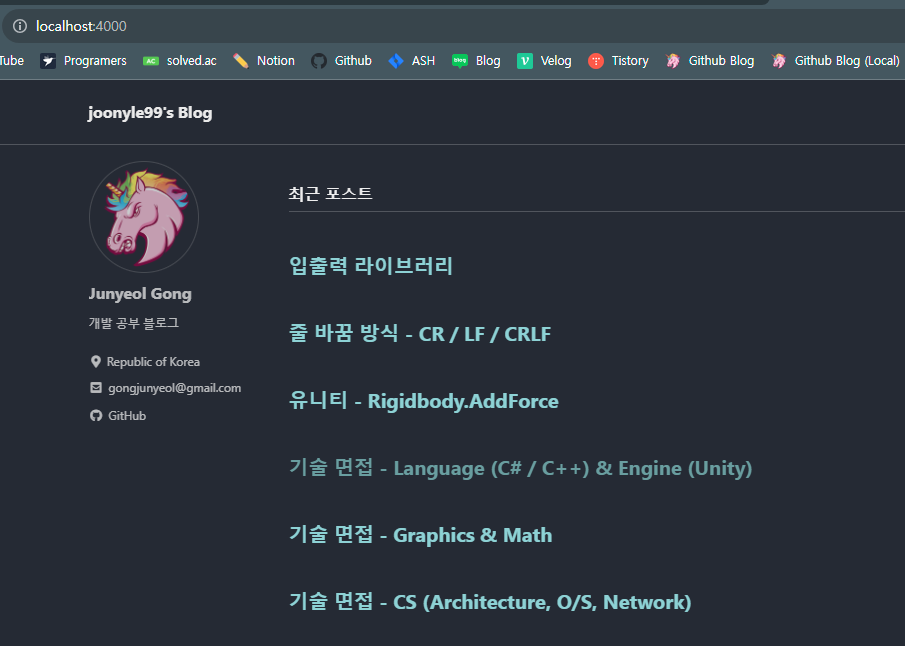 localhost:4000
Tube Programers solved.ac Notion Github ASH Blog Velog Tistory Github Blog Github Blog (Local)
joonyle99's Blog
Junyeol Gong
개발 공부 블로그
Republic of Korea
gongjunyeol@gmail.com
GitHub
최근 포스트
입출력 라이브러리
줄 바꿈 방식 - CR / LF / CRLF
유니티 - Rigidbody.AddForce
기술 면접 - Language (C# / C++) & Engine (Unity)
기술 면접 - Graphics & Math
기술 면접 - CS (Architecture, O/S, Network)